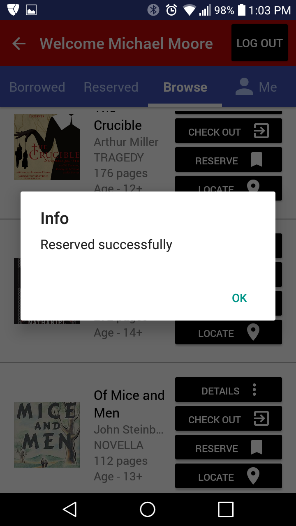 98% 1:03 PM
Welcome Michael Moore
LOG OUT
Borrowed Reserved Browse Me
Crucible
Arthur Miller
TRAGEDY
176 pages
Age - 12+
CHECK OUT
RESERVE
LOCATE
Info
Reserved successfully
OK
Age - 14+
LOCATE
MICE
AND
MEN
Of Mice and
Men
John Steinb...
NOVELLA
112 pages
Age - 13+
DETAILS
CHECK OUT
RESERVE
LOCATE